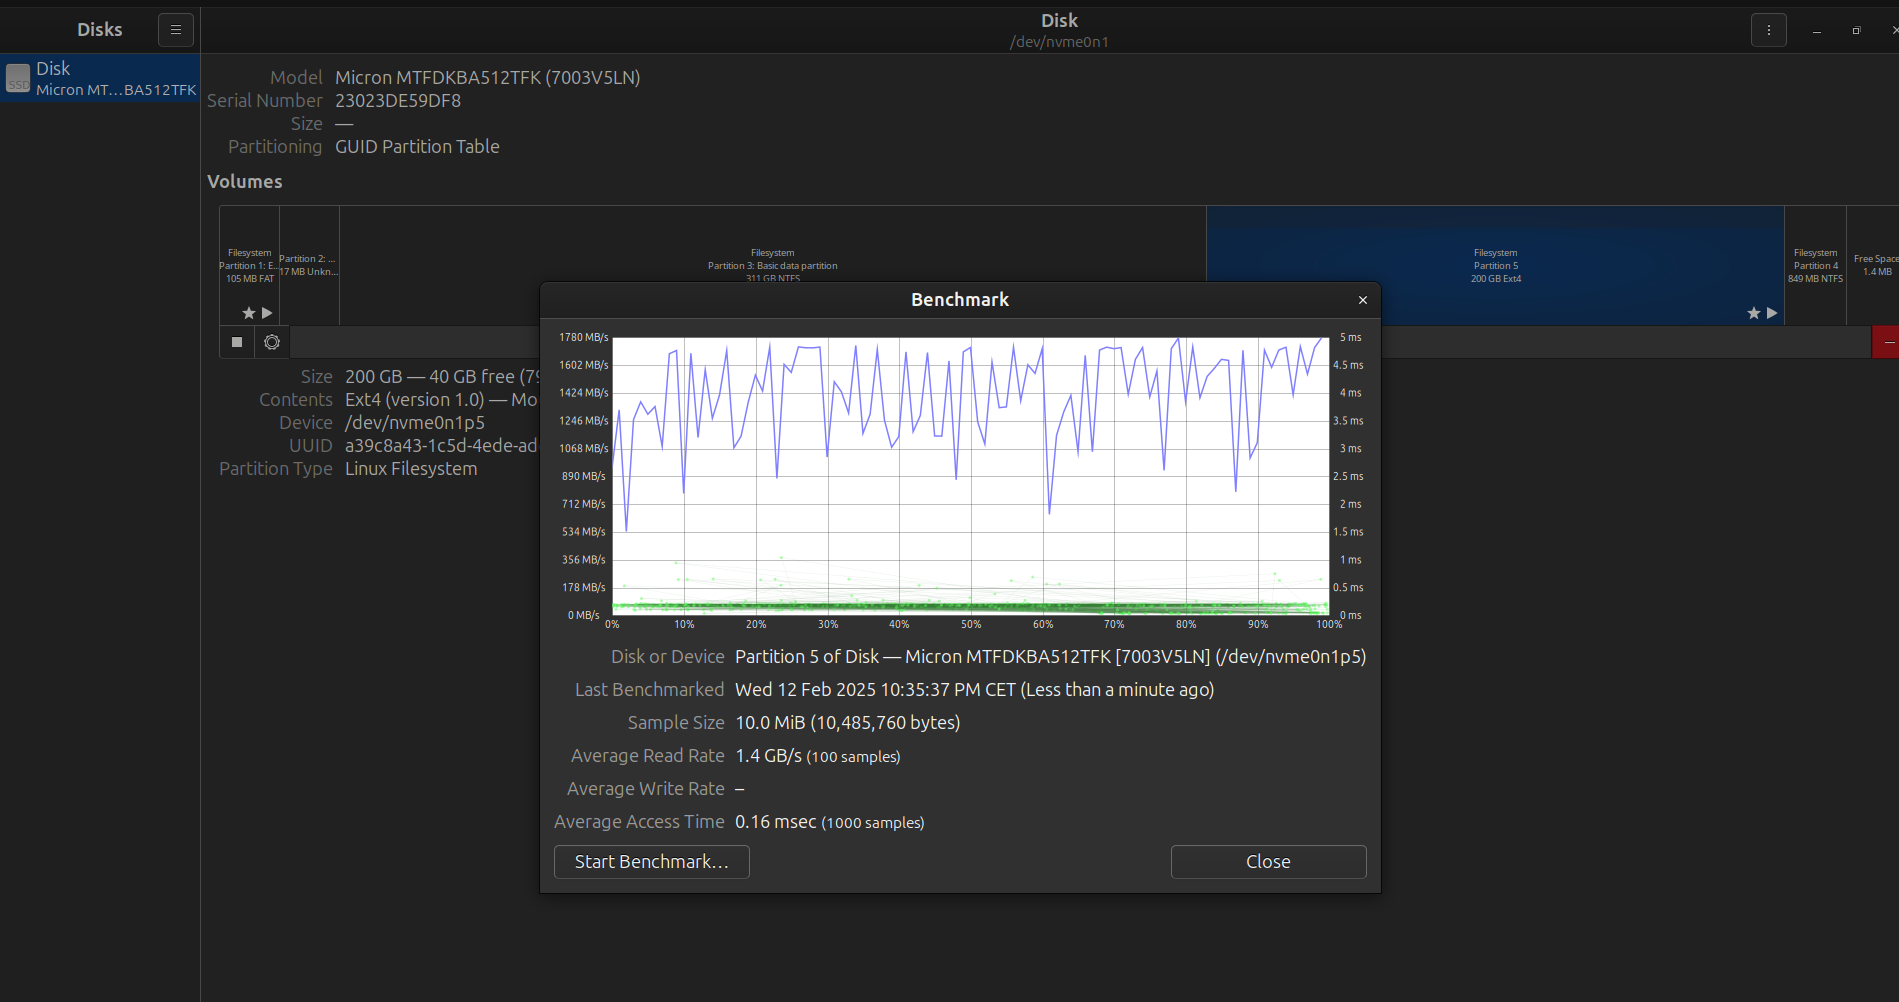 Disks
Disk
/dev/nvme0n1
SSD
Disk
Micron MT...BA512TFK
Model Micron MTFDKBA512TFK (7003V5LN)
Serial Number 23023DE59DF8
Size —
Partitioning GUID Partition Table
Volumes
Filesystem
Partition 1: E...
105 MB FAT
Partition 2: ...
17 MB Unkn...
Filesystem
Partition 3: Basic data partition
311 GB NTFS
Filesystem
Partition 5
200 GB Ext4
Filesystem
Partition 4
849 MB NTFS
Free Space
1.4 MB
Size 200 GB — 40 GB free (79
Contents Ext4 (version 1.0) — Mo
Device /dev/nvme0n1p5
UUID a39c8a43-1c5d-4ede-ad
Partition Type Linux Filesystem
Benchmark
1780 MB/s 5 ms
1602 MB/s 4.5 ms
1424 MB/s 4 ms
1246 MB/s 3.5 ms
1068 MB/s 3 ms
890 MB/s 2.5 ms
712 MB/s 2 ms
534 MB/s 1.5 ms
356 MB/s 1 ms
178 MB/s 0.5 ms
0 MB/s 0 ms
0% 10% 20% 30% 40% 50% 60% 70% 80% 90% 100%
Disk or Device Partition 5 of Disk — Micron MTFDKBA512TFK [7003V5LN] (/dev/nvme0n1p5)
Last Benchmarked Wed 12 Feb 2025 10:35:37 PM CET (Less than a minute ago)
Sample Size 10.0 MiB (10,485,760 bytes)
Average Read Rate 1.4 GB/s (100 samples)
Average Write Rate –
Average Access Time 0.16 msec (1000 samples)
Start Benchmark...
Close